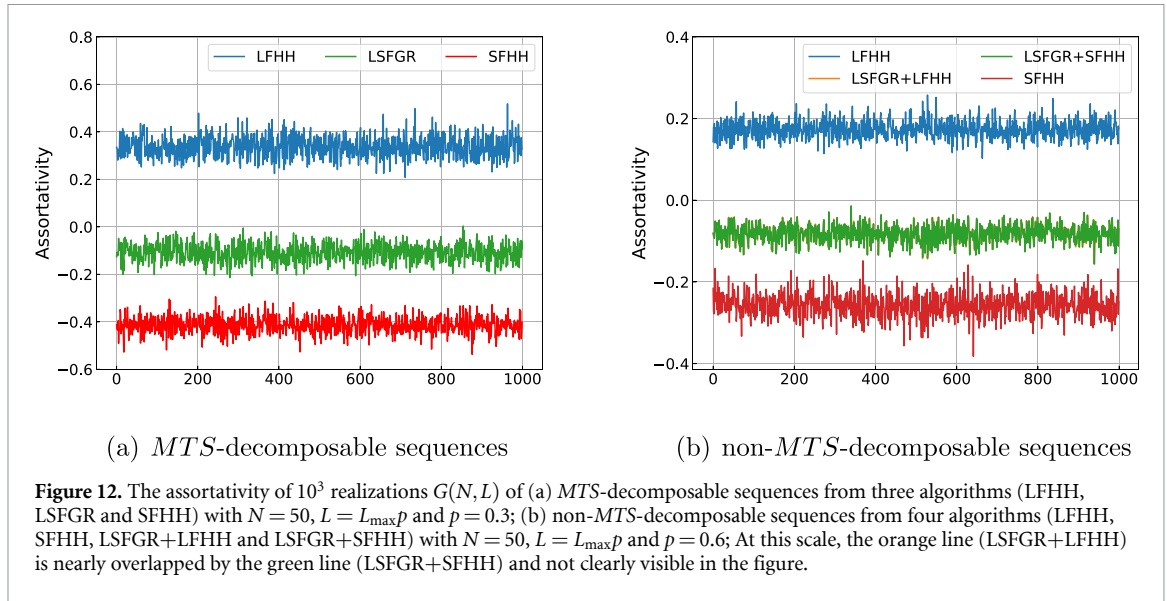 0.8
0.6
0.4
0.2
0.0
−0.2
−0.4
−0.6
Assortativity
LFHH LSFGR SFHH
0 200 400 600 800 1000
(a) MTS-decomposable sequences
0.4
0.2
0.0
−0.2
−0.4
Assortativity
LFHH LSFGR+SFHH
LSFGR+LFHH SFHH
0 200 400 600 800 1000
(b) non-MTS-decomposable sequences
Figure 12. The assortativity of 10³ realizations G(N,L) of (a) MTS-decomposable sequences from three algorithms (LFHH,
LSFGR and SFHH) with N = 50, L = Lₘₐₓp and p = 0.3; (b) non-MTS-decomposable sequences from four algorithms (LFHH,
SFHH, LSFGR+LFHH and LSFGR+SFHH) with N = 50, L = Lₘₐₓp and p = 0.6; At this scale, the orange line (LSFGR+LFHH)
is nearly overlapped by the green line (LSFGR+SFHH) and not clearly visible in the figure.